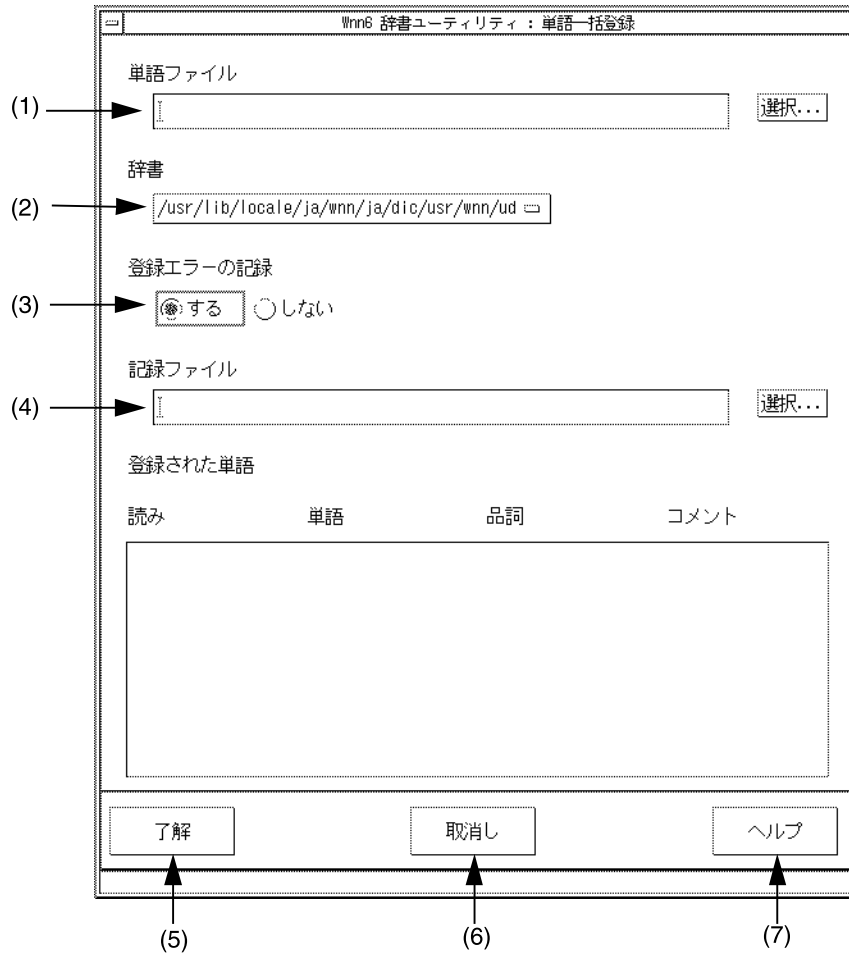 Wnn6 辞書ユーティリティ : 単語一括登録
単語ファイル
(1) 選択...
辞書
(2) /usr/lib/locale/ja/wnn/ja/dic/usr/wnn/ud
登録エラーの記録
(3) する しない
記録ファイル
(4) 選択...
登録された単語
読み 単語 品詞 コメント
了解 取消し ヘルプ
(5) (6) (7)